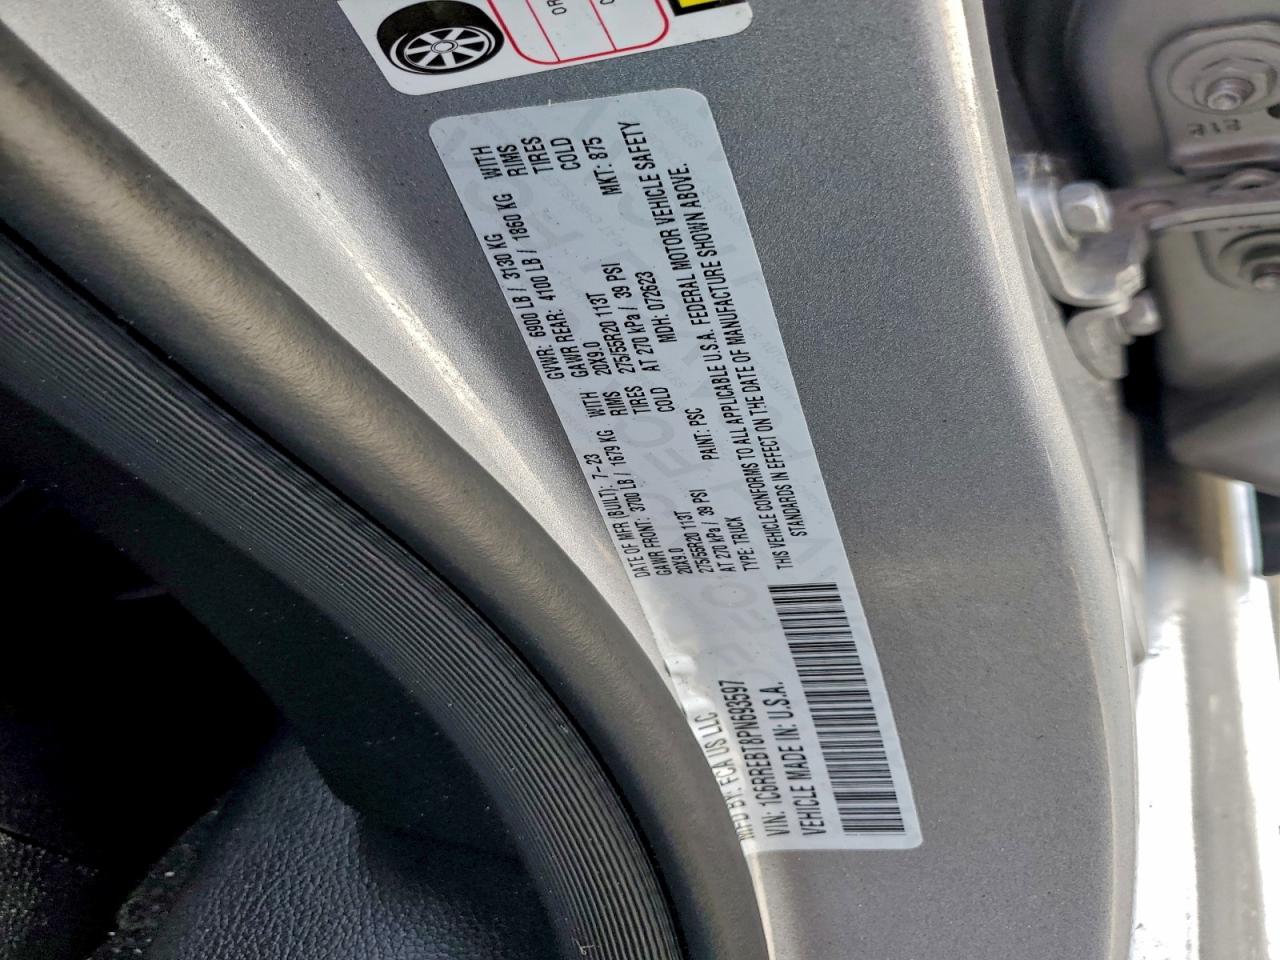 MFD BY: FCA US LLC
DATE OF MFR (BUILT): 7-23
GVWR: 6900 LB / 3130 KG
GAWR FRONT: 3700 LB / 1679 KG WITH
GAWR REAR: 4100 LB / 1860 KG WITH
20X9.0 RIMS
20X9.0 RIMS
275/55R20 113T TIRES
275/55R20 113T TIRES
AT 270 kPa / 39 PSI COLD
AT 270 kPa / 39 PSI COLD
TYPE: TRUCK
PAINT: PSC
MDH: 072623
MKT: 875
THIS VEHICLE CONFORMS TO ALL APPLICABLE U.S.A. FEDERAL MOTOR VEHICLE SAFETY
STANDARDS IN EFFECT ON THE DATE OF MANUFACTURE SHOWN ABOVE.
VIN: 1C6RREBT8PN693597
VEHICLE MADE IN: U.S.A.